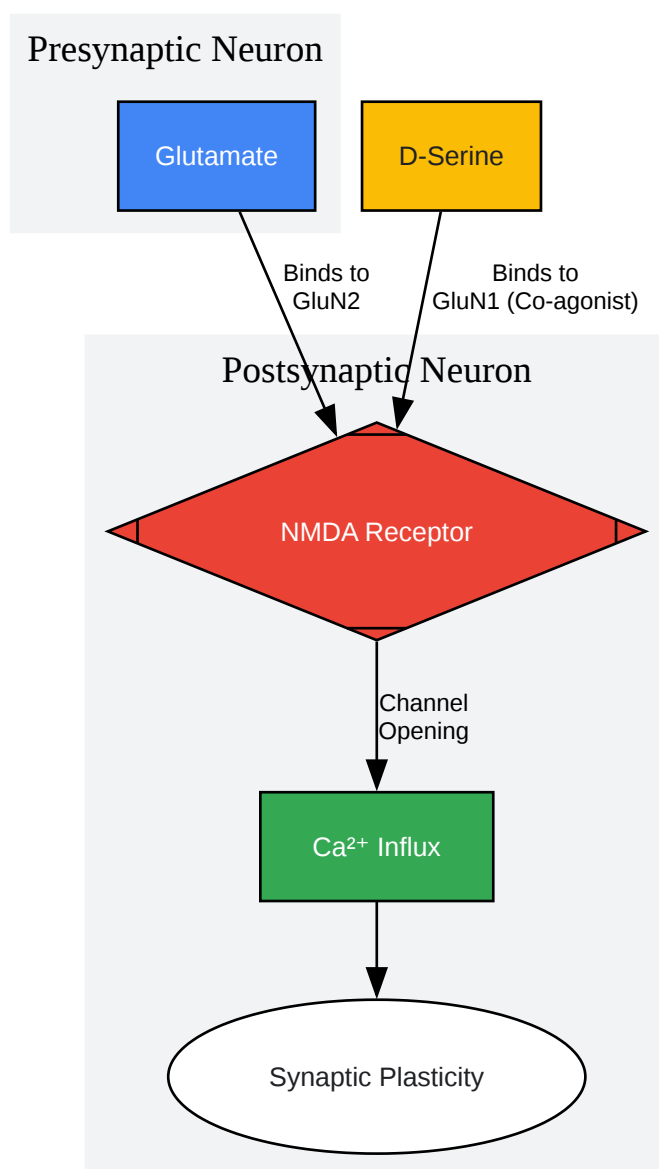 Presynaptic Neuron
Glutamate
D-Serine
Binds to
GluN2
Binds to
GluN1 (Co-agonist)
Postsynaptic Neuron
NMDA Receptor
Channel
Opening
Ca²⁺ Influx
Synaptic Plasticity